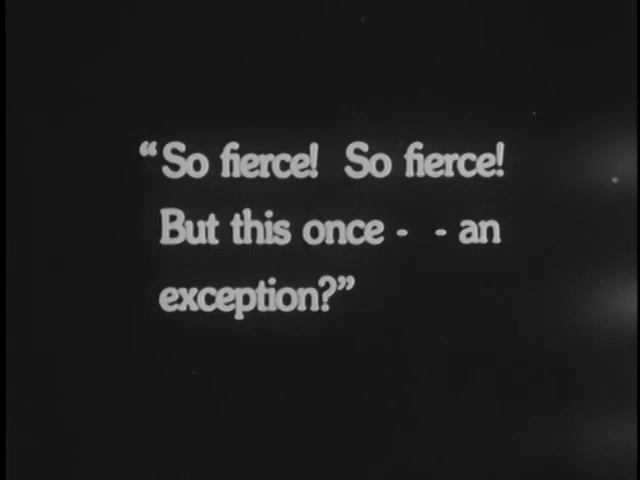 “So fierce!  So fierce!
But this once -  - an
exception?”